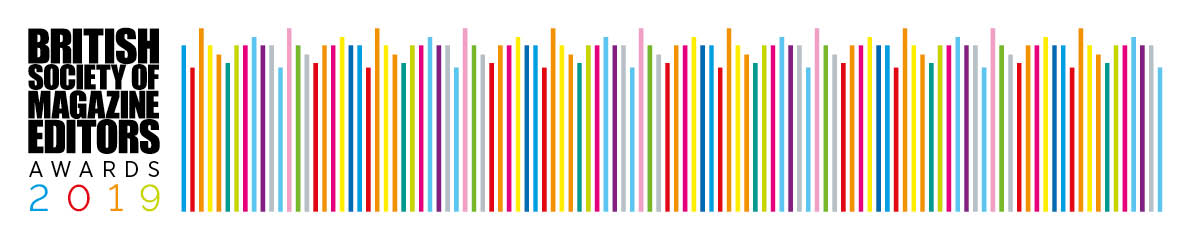 BRITISH
SOCIETY OF
MAGAZINE
EDITORS
AWARDS
2019